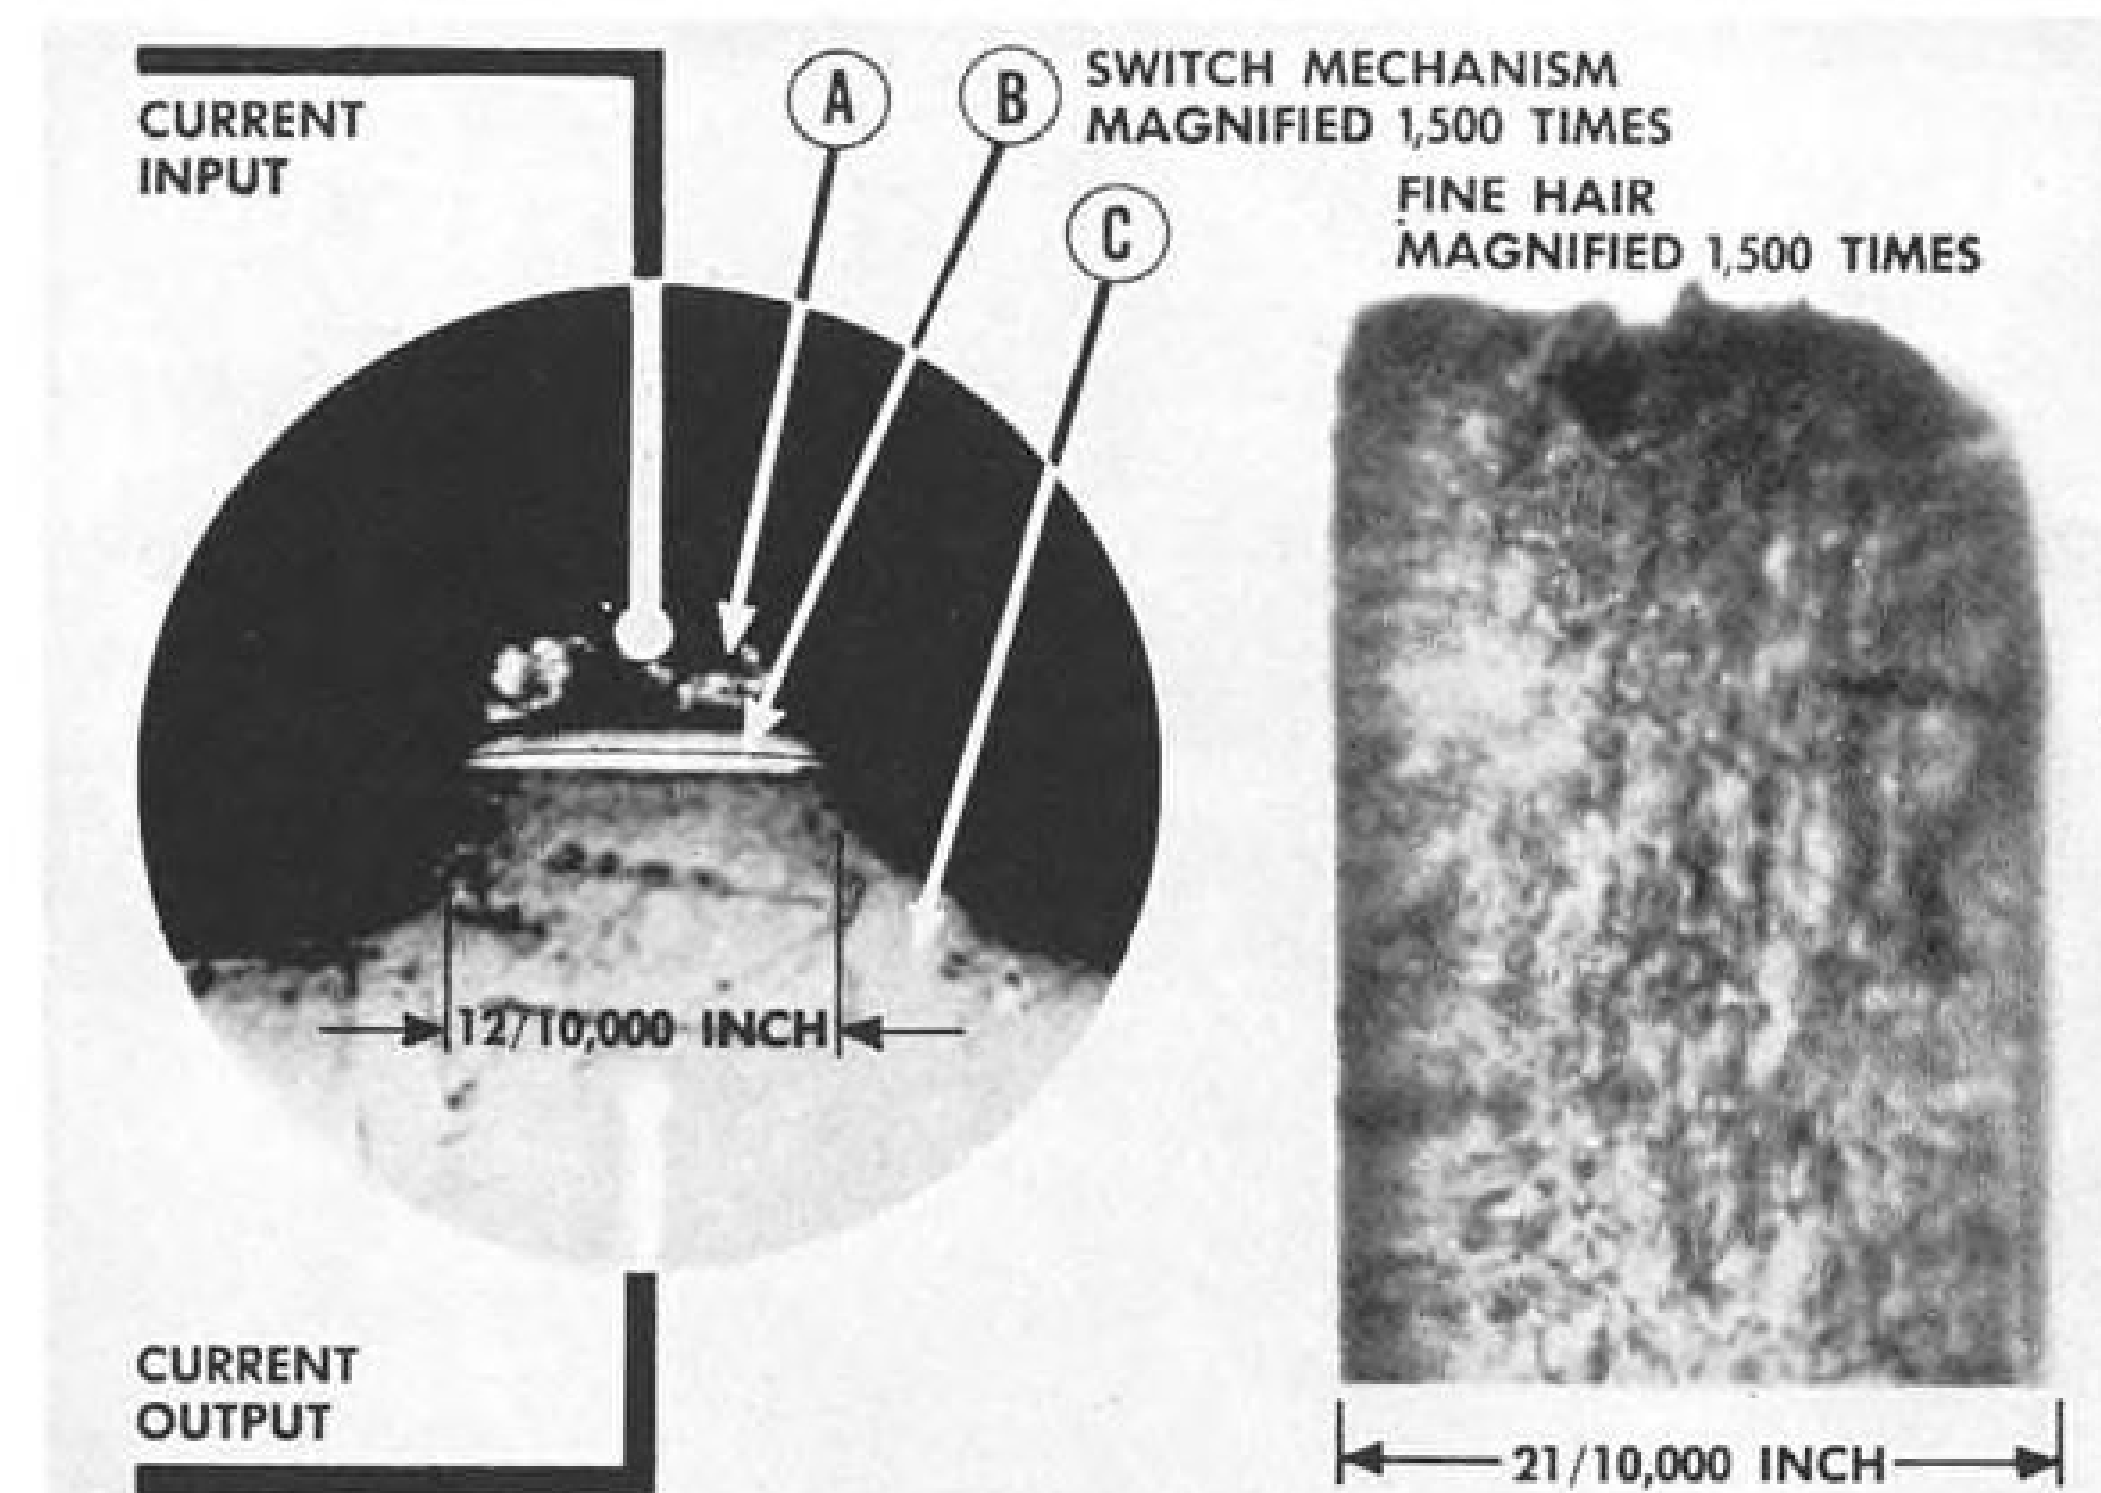 CURRENT
INPUT
A
B
SWITCH MECHANISM
MAGNIFIED 1,500 TIMES
C
FINE HAIR
MAGNIFIED 1,500 TIMES
12/10,000 INCH
CURRENT
OUTPUT
21/10,000 INCH